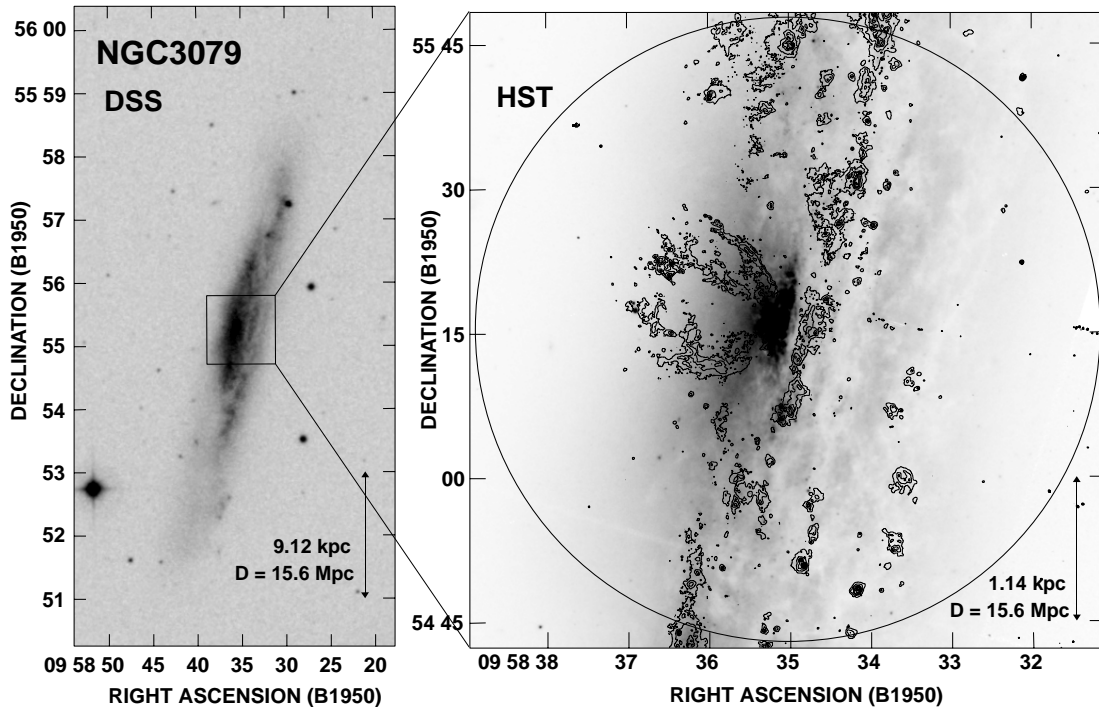 NGC3079
DSS
56 00
55 59
58
57
56
55
54
53
52
51
DECLINATION (B1950)
9.12 kpc
D = 15.6 Mpc
09 58 50
45
40
35
30
25
20
RIGHT ASCENSION (B1950)
HST
55 45
30
15
00
54 45
DECLINATION (B1950)
1.14 kpc
D = 15.6 Mpc
09 58 38
37
36
35
34
33
32
RIGHT ASCENSION (B1950)